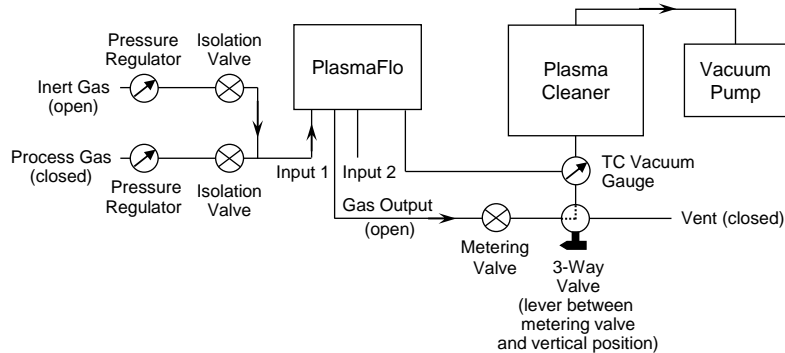 Pressure
Regulator
Isolation
Valve
PlasmaFlo
Plasma
Cleaner
Vacuum
Pump
Inert Gas
(open)
Process Gas
(closed)
Pressure
Regulator
Isolation
Valve
Input 1
Input 2
TC Vacuum
Gauge
Gas Output
(open)
Metering
Valve
Vent (closed)
3-Way
Valve
(lever between
metering valve
and vertical position)